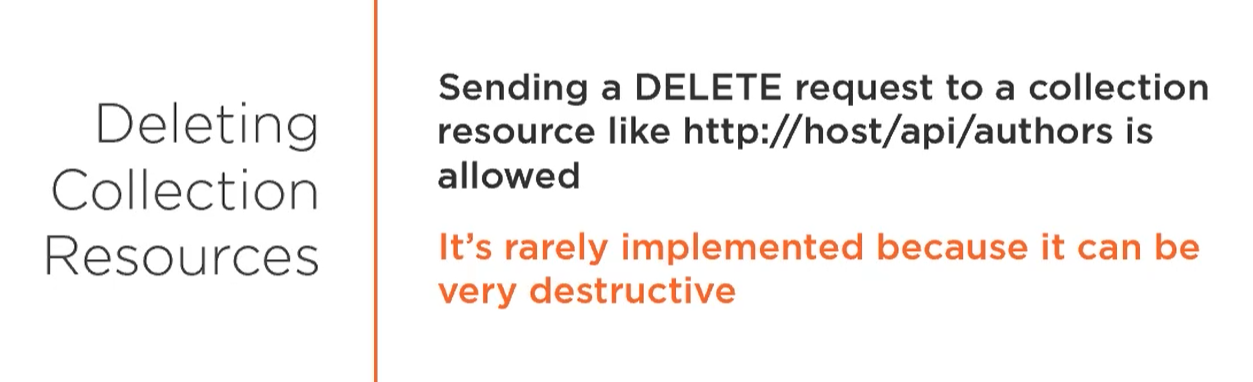 Deleting
Collection
Resources
Sending a DELETE request to a collection
resource like http://host/api/authors is
allowed
It's rarely implemented because it can be
very destructive